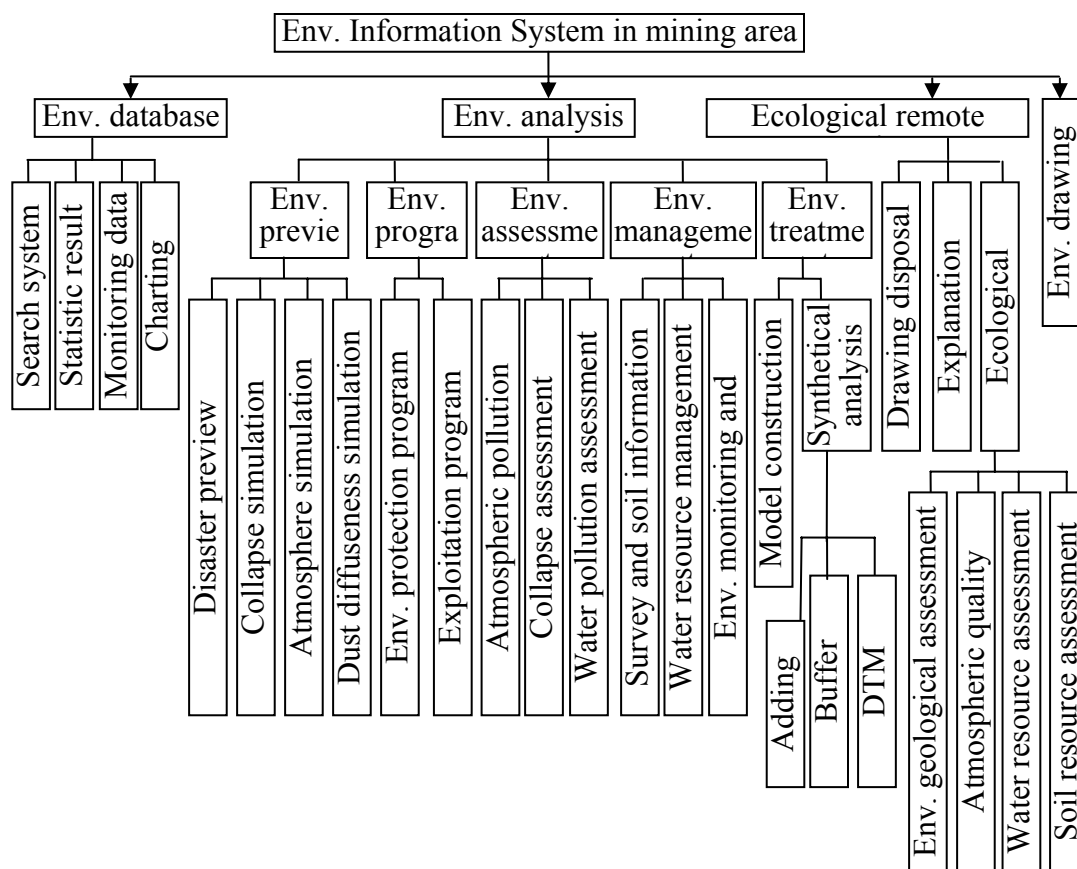 Env. Information System in mining area
Env. database
Env. analysis
Ecological remote
Env. drawing
Search system
Statistic result
Monitoring data
Charting
Env.
previe
Env.
progra
Env.
assessme
Env.
manageme
Env.
treatme
Drawing disposal
Explanation
Ecological
Disaster preview
Collapse simulation
Atmosphere simulation
Dust diffuseness simulation
Env. protection program
Exploitation program
Atmospheric pollution
Collapse assessment
Water pollution assessment
Survey and soil information
Water resource management
Env. monitoring and
Model construction
Synthetical
analysis
Adding
Buffer
DTM
Env. geological assessment
Atmospheric quality
Water resource assessment
Soil resource assessment